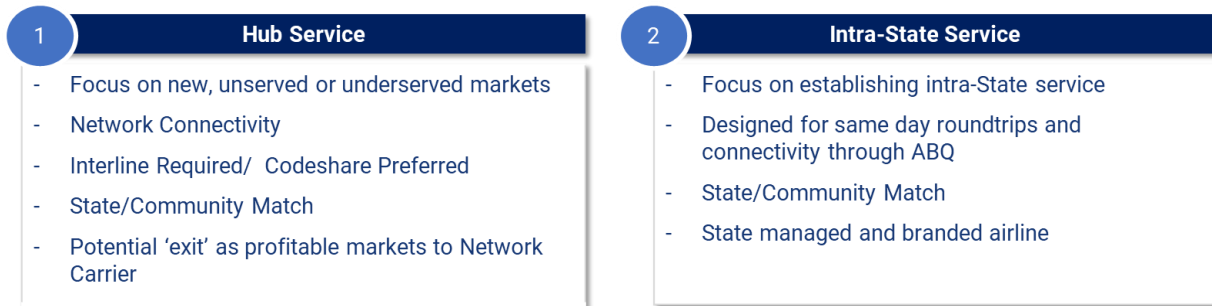 1
Hub Service
- Focus on new, unserved or underserved markets
- Network Connectivity
- Interline Required/ Codeshare Preferred
- State/Community Match
- Potential ‘exit’ as profitable markets to Network
Carrier
2
Intra-State Service
- Focus on establishing intra-State service
- Designed for same day roundtrips and
connectivity through ABQ
- State/Community Match
- State managed and branded airline